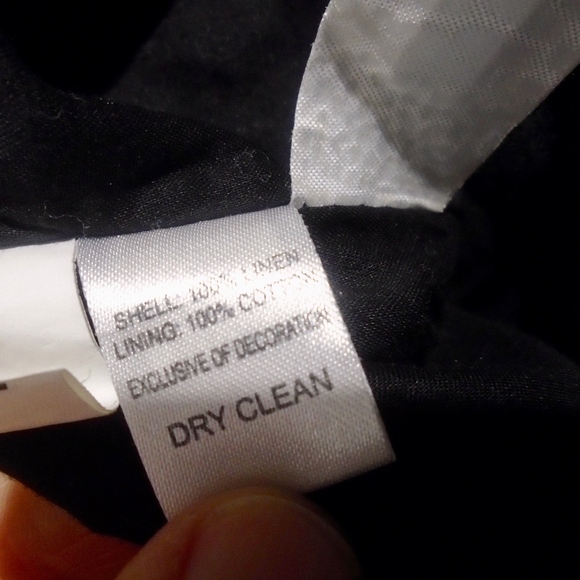 SHELL: 100% LINEN
LINING: 100% COTTON
EXCLUSIVE OF DECORATION
DRY CLEAN